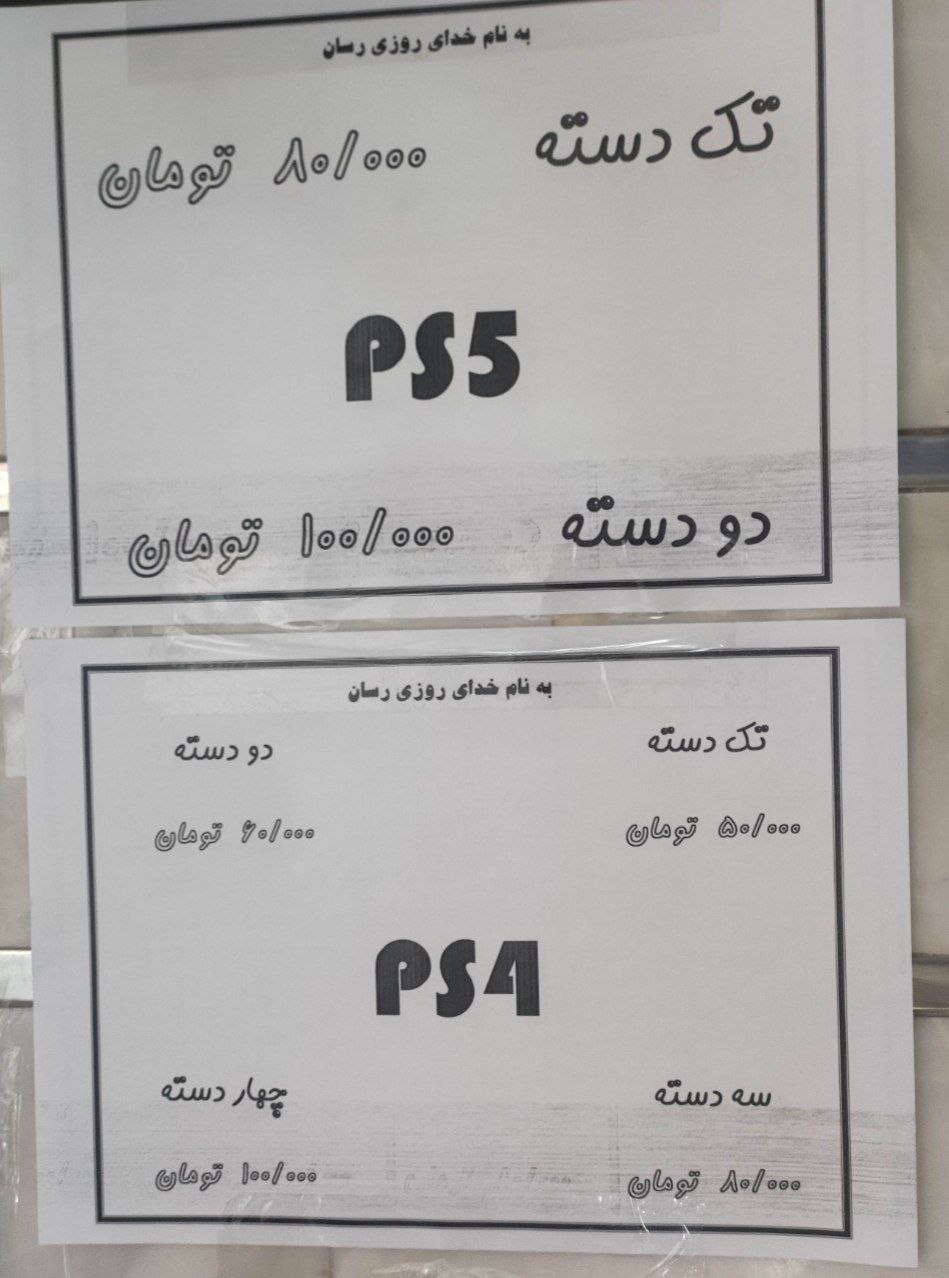 به نام خدای روزی رسان
تک دسته ۸۰/۰۰۰ تومان
PS5
دو دسته ۱۰۰/۰۰۰ تومان
به نام خدای روزی رسان
تک دسته دو دسته
۵۰/۰۰۰ تومان ۶۰/۰۰۰ تومان
PS4
سه دسته چهار دسته
۸۰/۰۰۰ تومان ۱۰۰/۰۰۰ تومان